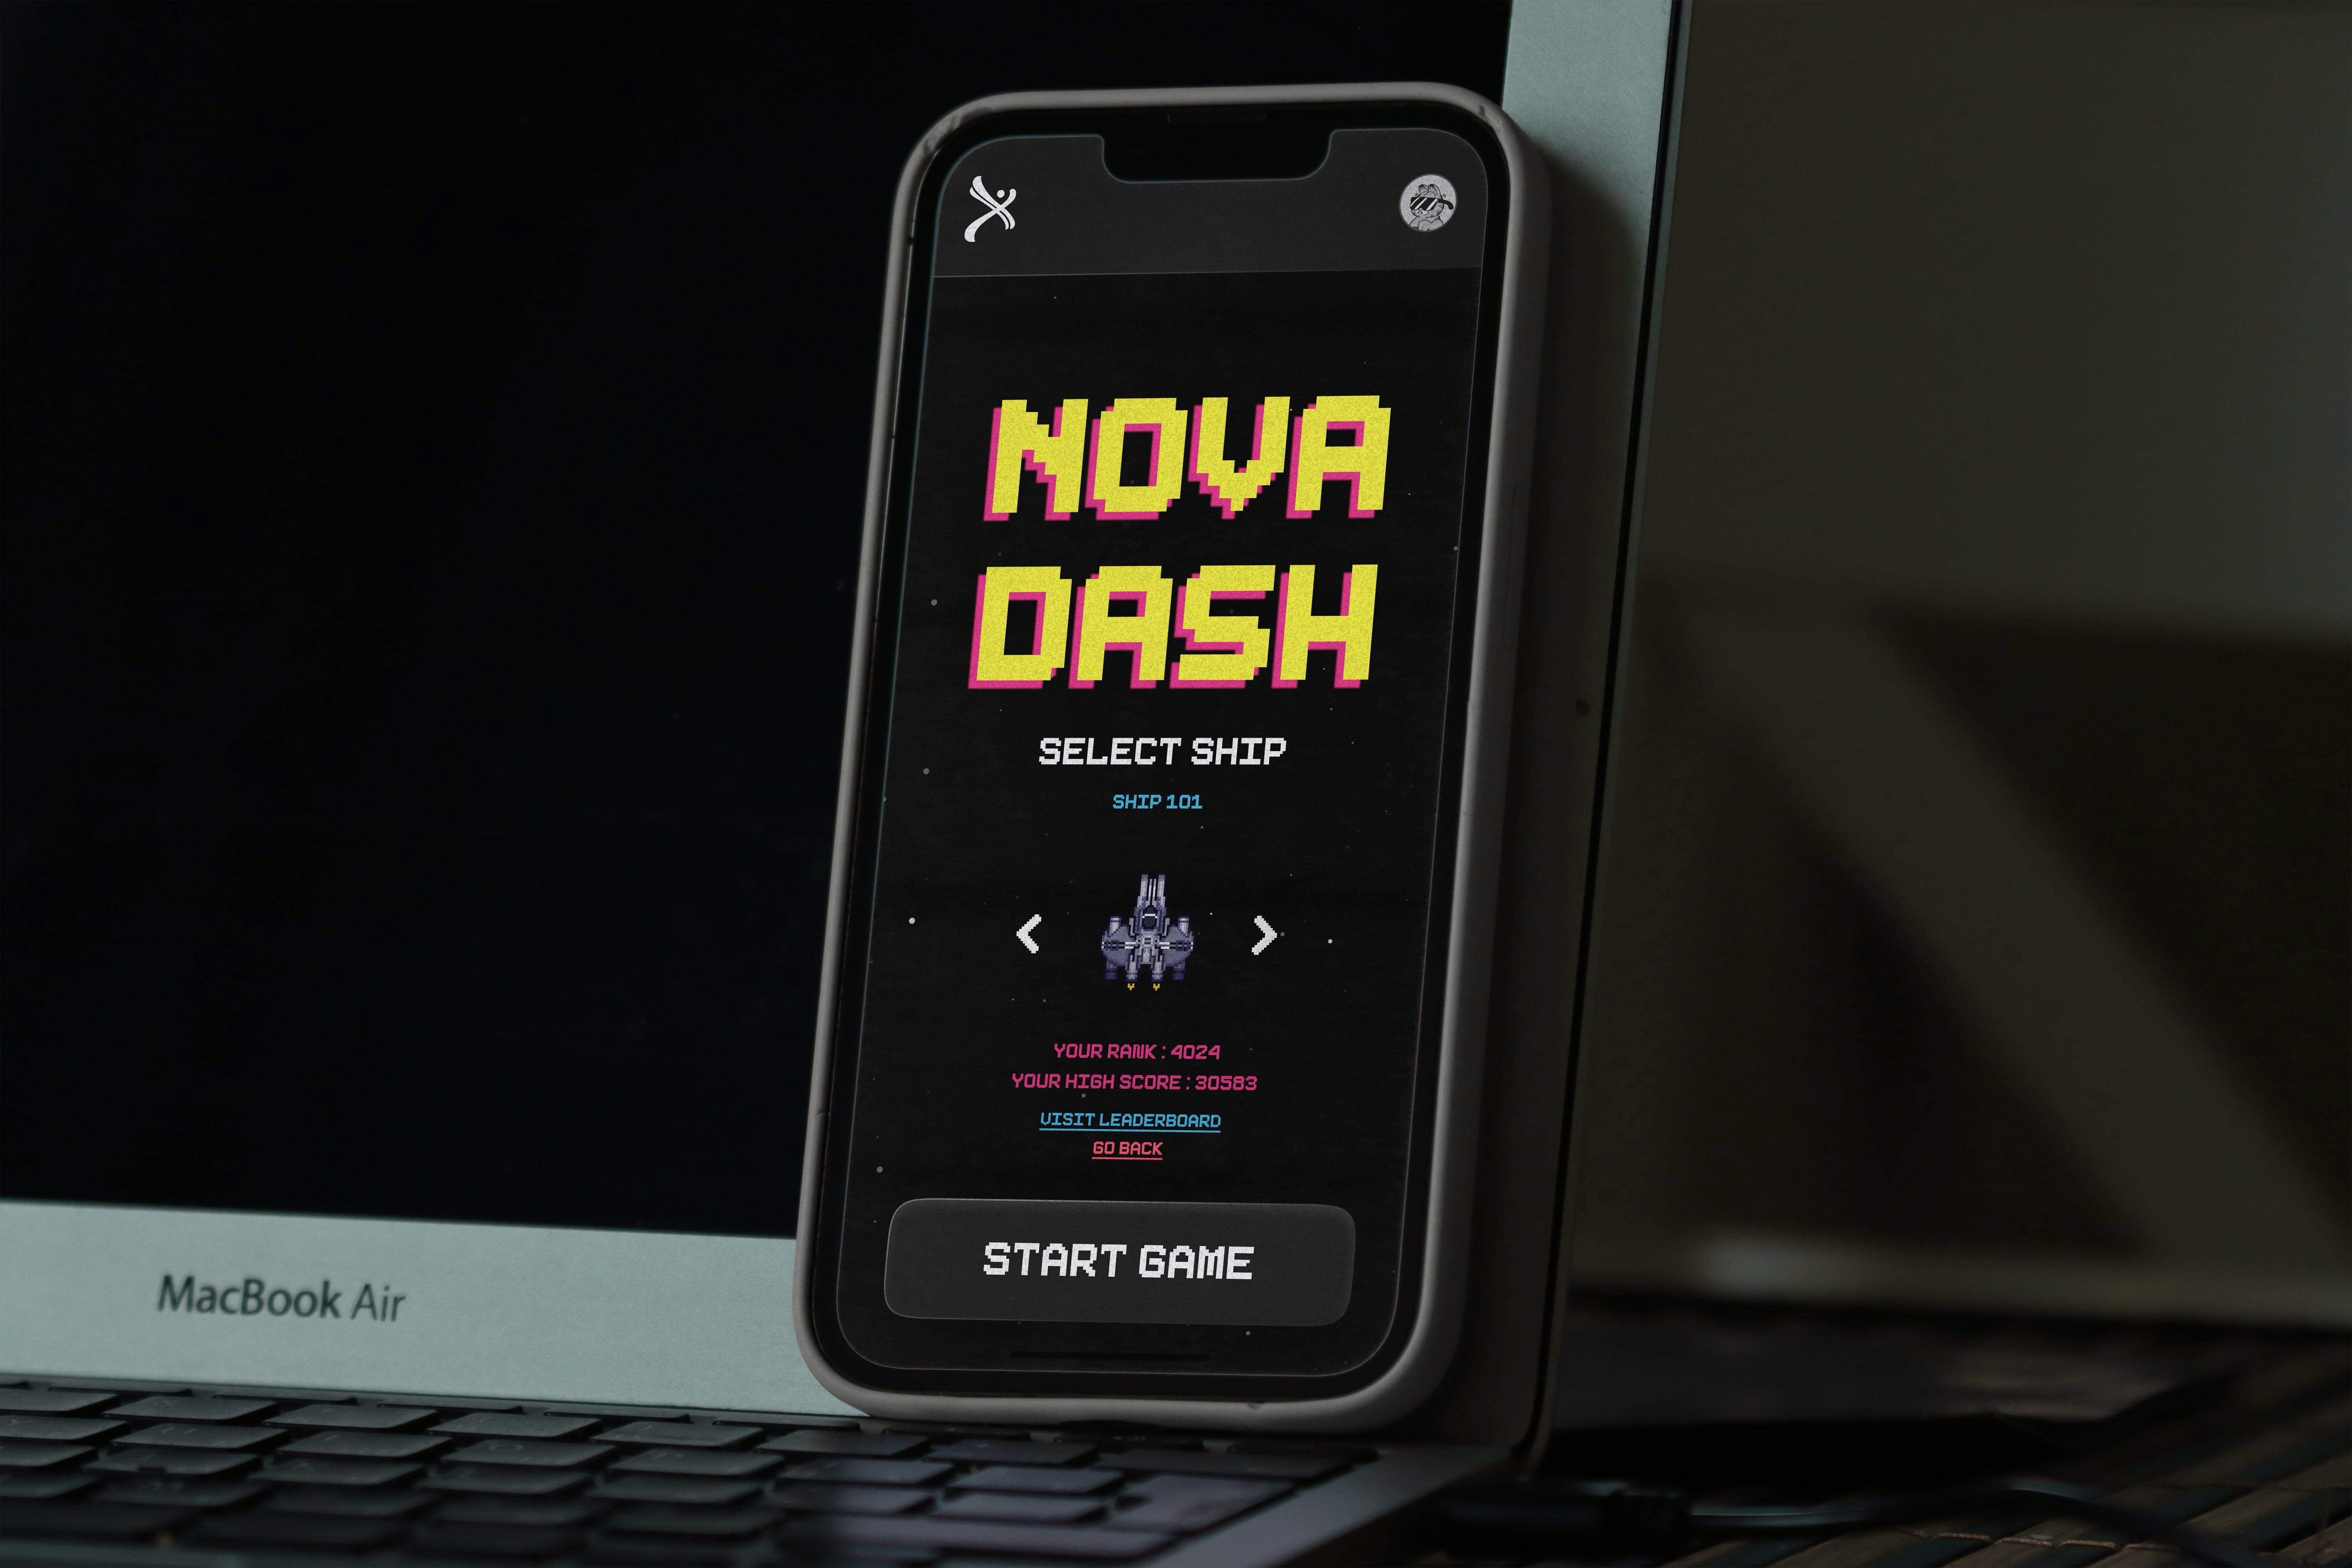 NOVA
DASH
SELECT SHIP
SHIP 101
YOUR RANK : 4024
YOUR HIGH SCORE : 30583
VISIT LEADERBOARD
GO BACK
START GAME
MacBook Air